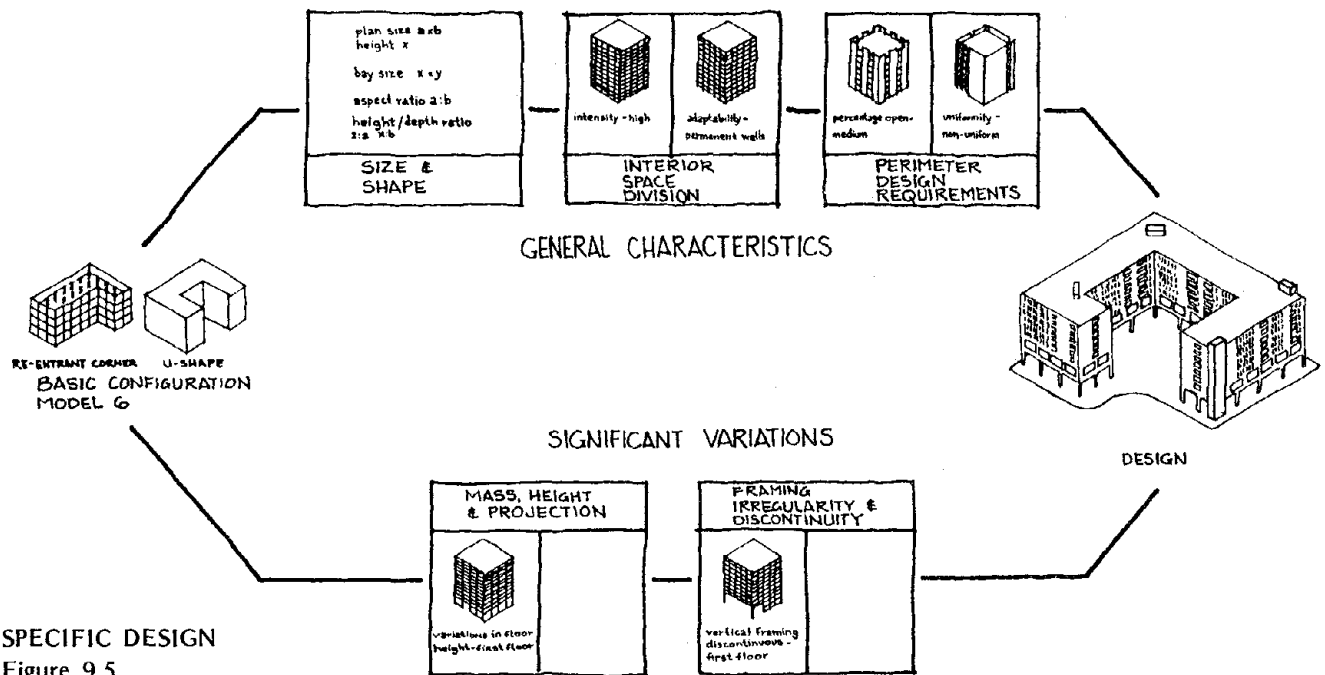 plan size axb
height x
bay size x × y
aspect ratio a:b
height/depth ratio
x:a x:b
SIZE &
SHAPE
intensity - high
adaptability -
permanent walls
INTERIOR
SPACE
DIVISION
percentage open-
medium
uniformity -
non-uniform
PERIMETER
DESIGN
REQUIREMENTS
GENERAL CHARACTERISTICS
RE-ENTRANT CORNER
U-SHAPE
BASIC CONFIGURATION
MODEL 6
DESIGN
SIGNIFICANT VARIATIONS
MASS, HEIGHT
& PROJECTION
variations in floor
height-first floor
FRAMING
IRREGULARITY &
DISCONTINUITY
vertical framing
discontinuous -
first floor
SPECIFIC DESIGN
Figure 9.5